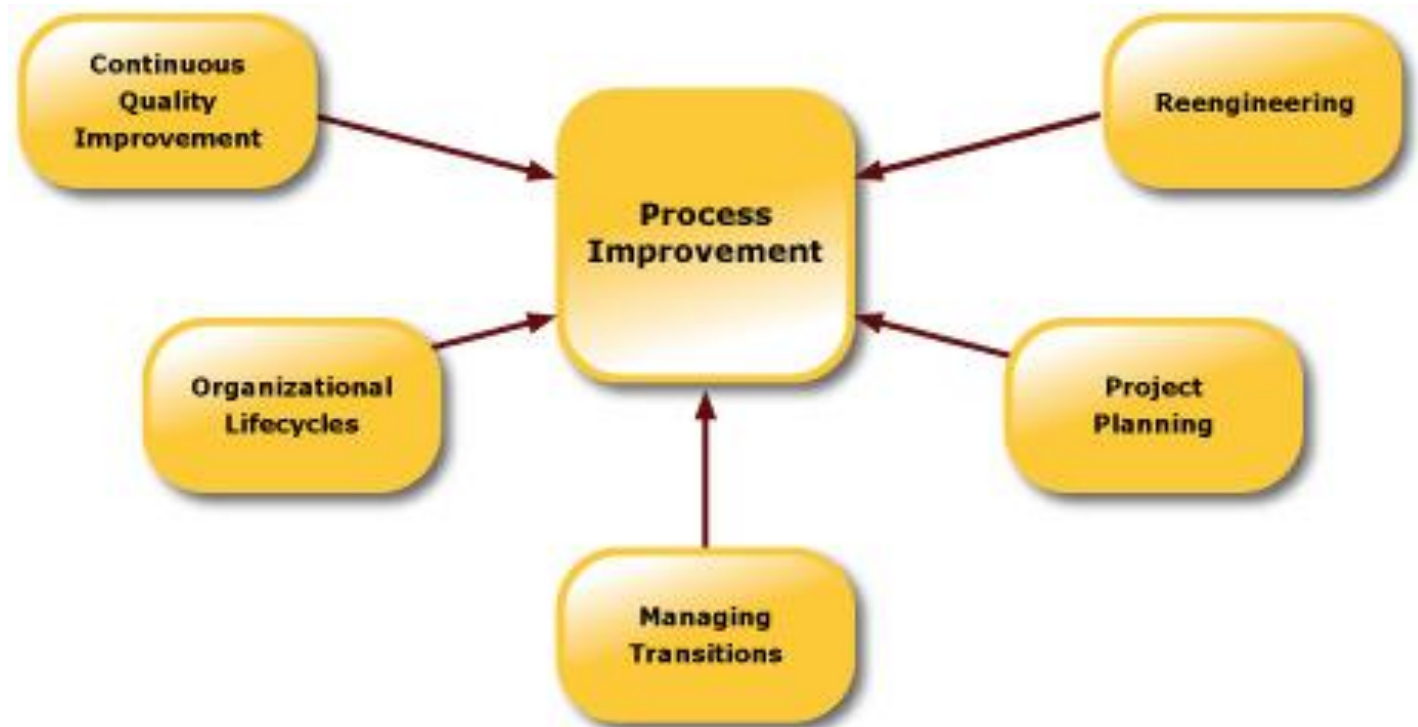 Continuous
Quality
Improvement
Reengineering
Process
Improvement
Organizational
Lifecycles
Project
Planning
Managing
Transitions